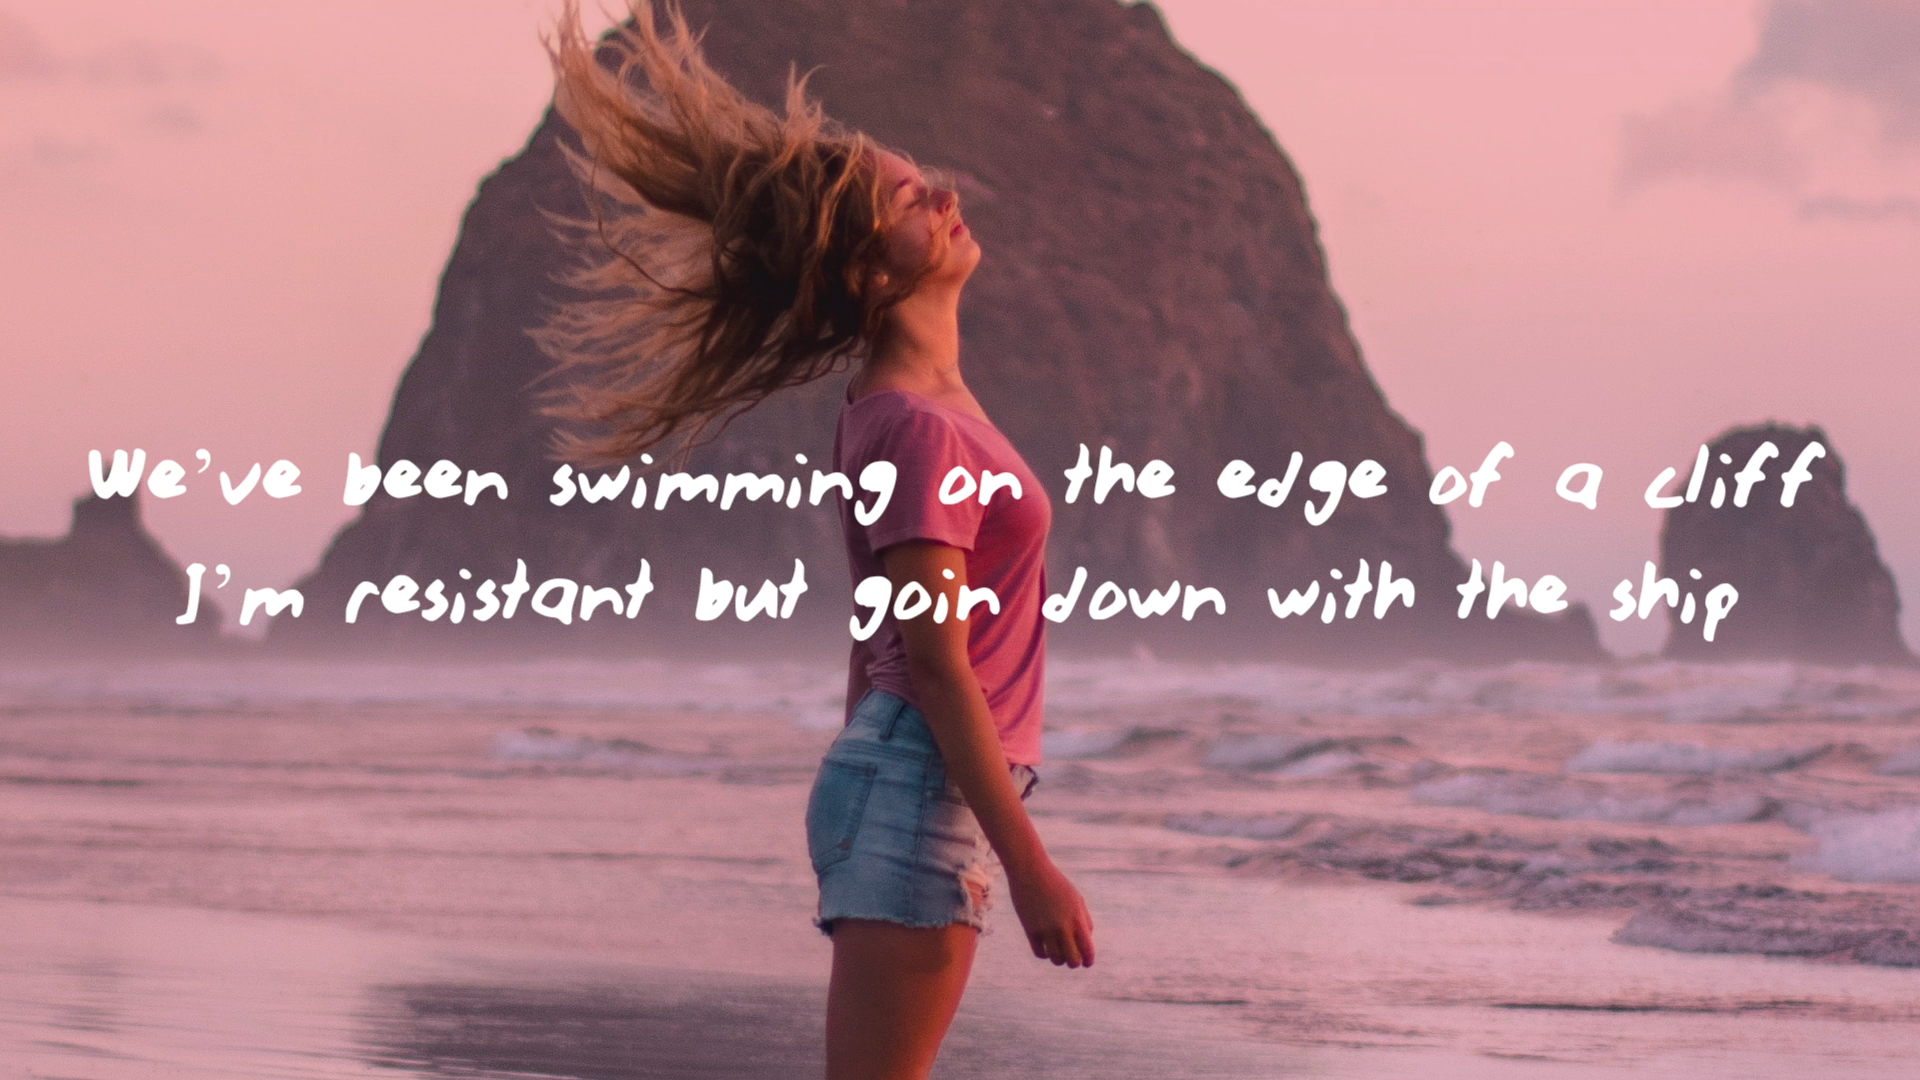 We've been swimming on the edge of a cliff
I'm resistant but goin down with the ship